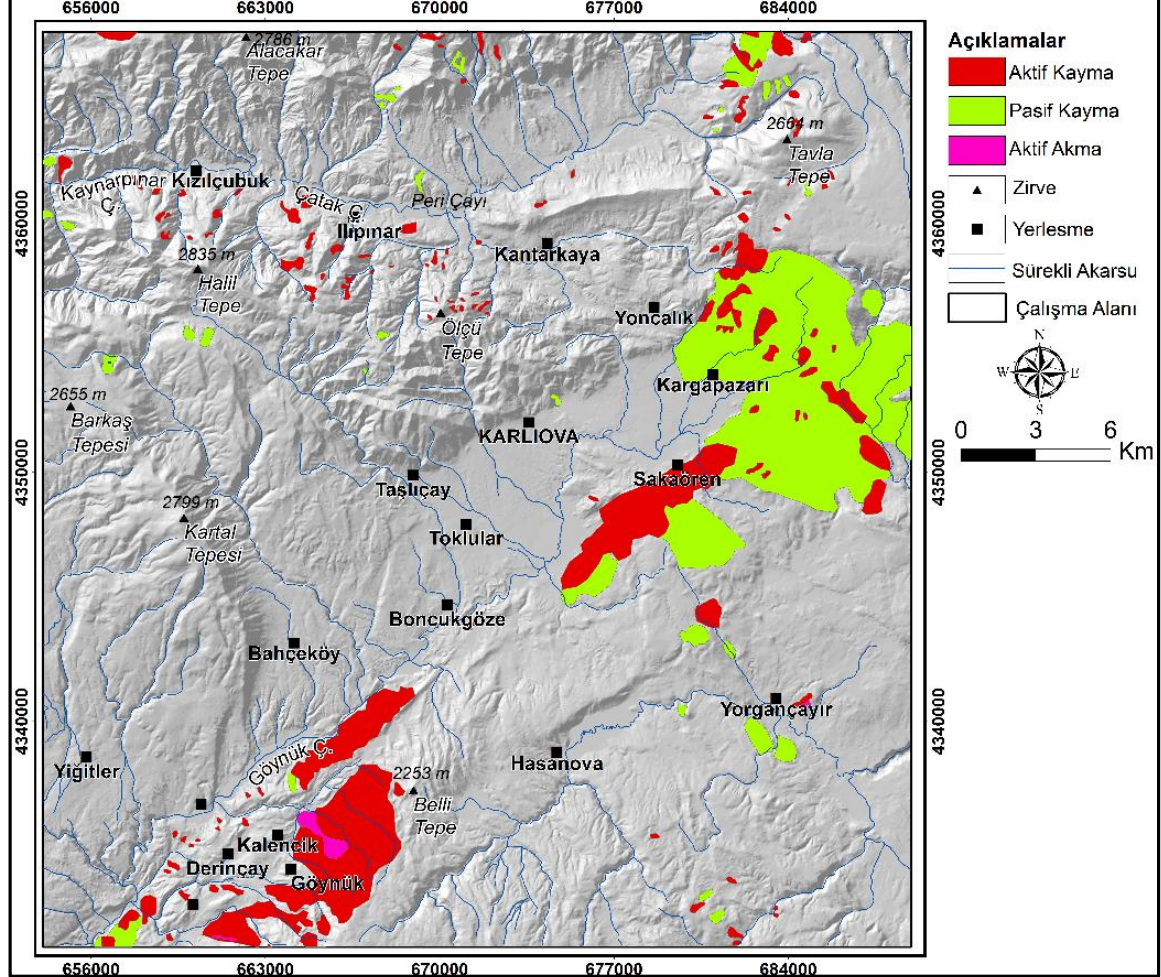 656000 663000 670000 677000 684000
2786 m
Alacakar
Tepe
Açıklamalar
Aktif Kayma
Pasif Kayma
Aktif Akma
Zirve
Yerlesme
Sürekli Akarsu
Çalışma Alanı
N
W E
S
0 3 6
Km
2664 m
Tavla
Tepe
Kaynarpınar
Ç.
Kızılçubuk
Çatak Ç.
Peri Çayı
Ilıpınar
4360000
4360000
Kantarkaya
2835 m
Halil
Tepe
Yonçalık
Ölçü
Tepe
Kargapazarı
2655 m
Barkaş
Tepesi
KARLIOVA
4350000
4350000
Taşlıçay
Sakaören
2799 m
Kartal
Tepesi
Toklular
Boncukgöze
Bahçeköy
4340000
4340000
Yorgançayır
Göynük Ç.
Hasanova
Yiğitler
2253 m
Belli
Tepe
Kalencik
Derinçay
Göynük
656000 663000 670000 677000 684000